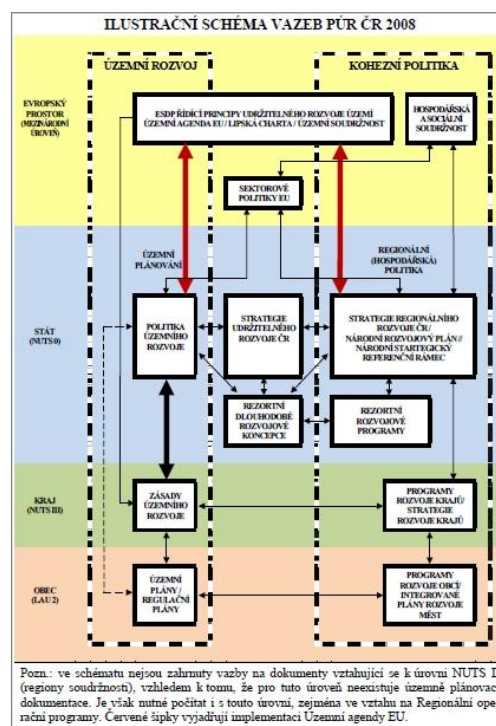 ILUSTRAČNÍ SCHÉMA VAZEB PÚR ČR 2008
ÚZEMNÍ ROZVOJ
KOHEZNÍ POLITIKA
EVROPSKÝ
PROSTOR
(MEZINÁRODNÍ
ÚROVEŇ)
ESDP ŘÍDÍCÍ PRINCIPY UDRŽITELNÉHO ROZVOJE ÚZEMÍ
ÚZEMNÍ AGENDA EU / LIPSKÁ CHARTA / ÚZEMNÍ SOUDRŽNOST
HOSPODÁŘSKÁ
A SOCIÁLNÍ
SOUDRŽNOST
SEKTOROVÉ
POLITIKY EU
ÚZEMNÍ
PLÁNOVÁNÍ
REGIONÁLNÍ
(HOSPODÁŘSKÁ)
POLITIKA
STÁT
(NUTS 0)
POLITIKA
ÚZEMNÍHO
ROZVOJE
STRATEGIE
UDRŽITELNÉHO
ROZVOJE ČR
STRATEGIE REGIONÁLNÍHO
ROZVOJE ČR/
NÁRODNÍ ROZVOJOVÝ PLÁN//
NÁRODNÍ STARTEGICKÝ
REFERENČNÍ RÁMEC
REZORTNÍ
DLOUHODOBÉ
ROZVOJOVÉ
KONCEPCE
REZORTNÍ
ROZVOJOVÉ
PROGRAMY
KRAJ
(NUTS III)
ZÁSADY
ÚZEMNÍHO
ROZVOJE
PROGRAMY
ROZVOJE KRAJŮ/
STRATEGIE
ROZVOJE KRAJŮ
OBEC
(LAU 2)
ÚZEMNÍ
PLÁNY /
REGULAČNÍ
PLÁNY
PROGRAMY
ROZVOJE OBCÍ/
INTEGROVANÉ
PLÁNY ROZVOJE
MĚST
Pozn.: ve schématu nejsou zahrnuty vazby na dokumenty vztahující se k úrovni NUTS I
(regiony soudržnosti), vzhledem k tomu, že pro tuto úroveň neexistuje územně plánovac
dokumentace. Je však nutné počítat i s touto úrovní, zejména ve vztahu na Regionální ope
rační programy. Červené šipky vyjadřují implementaci Územní agendy EU.